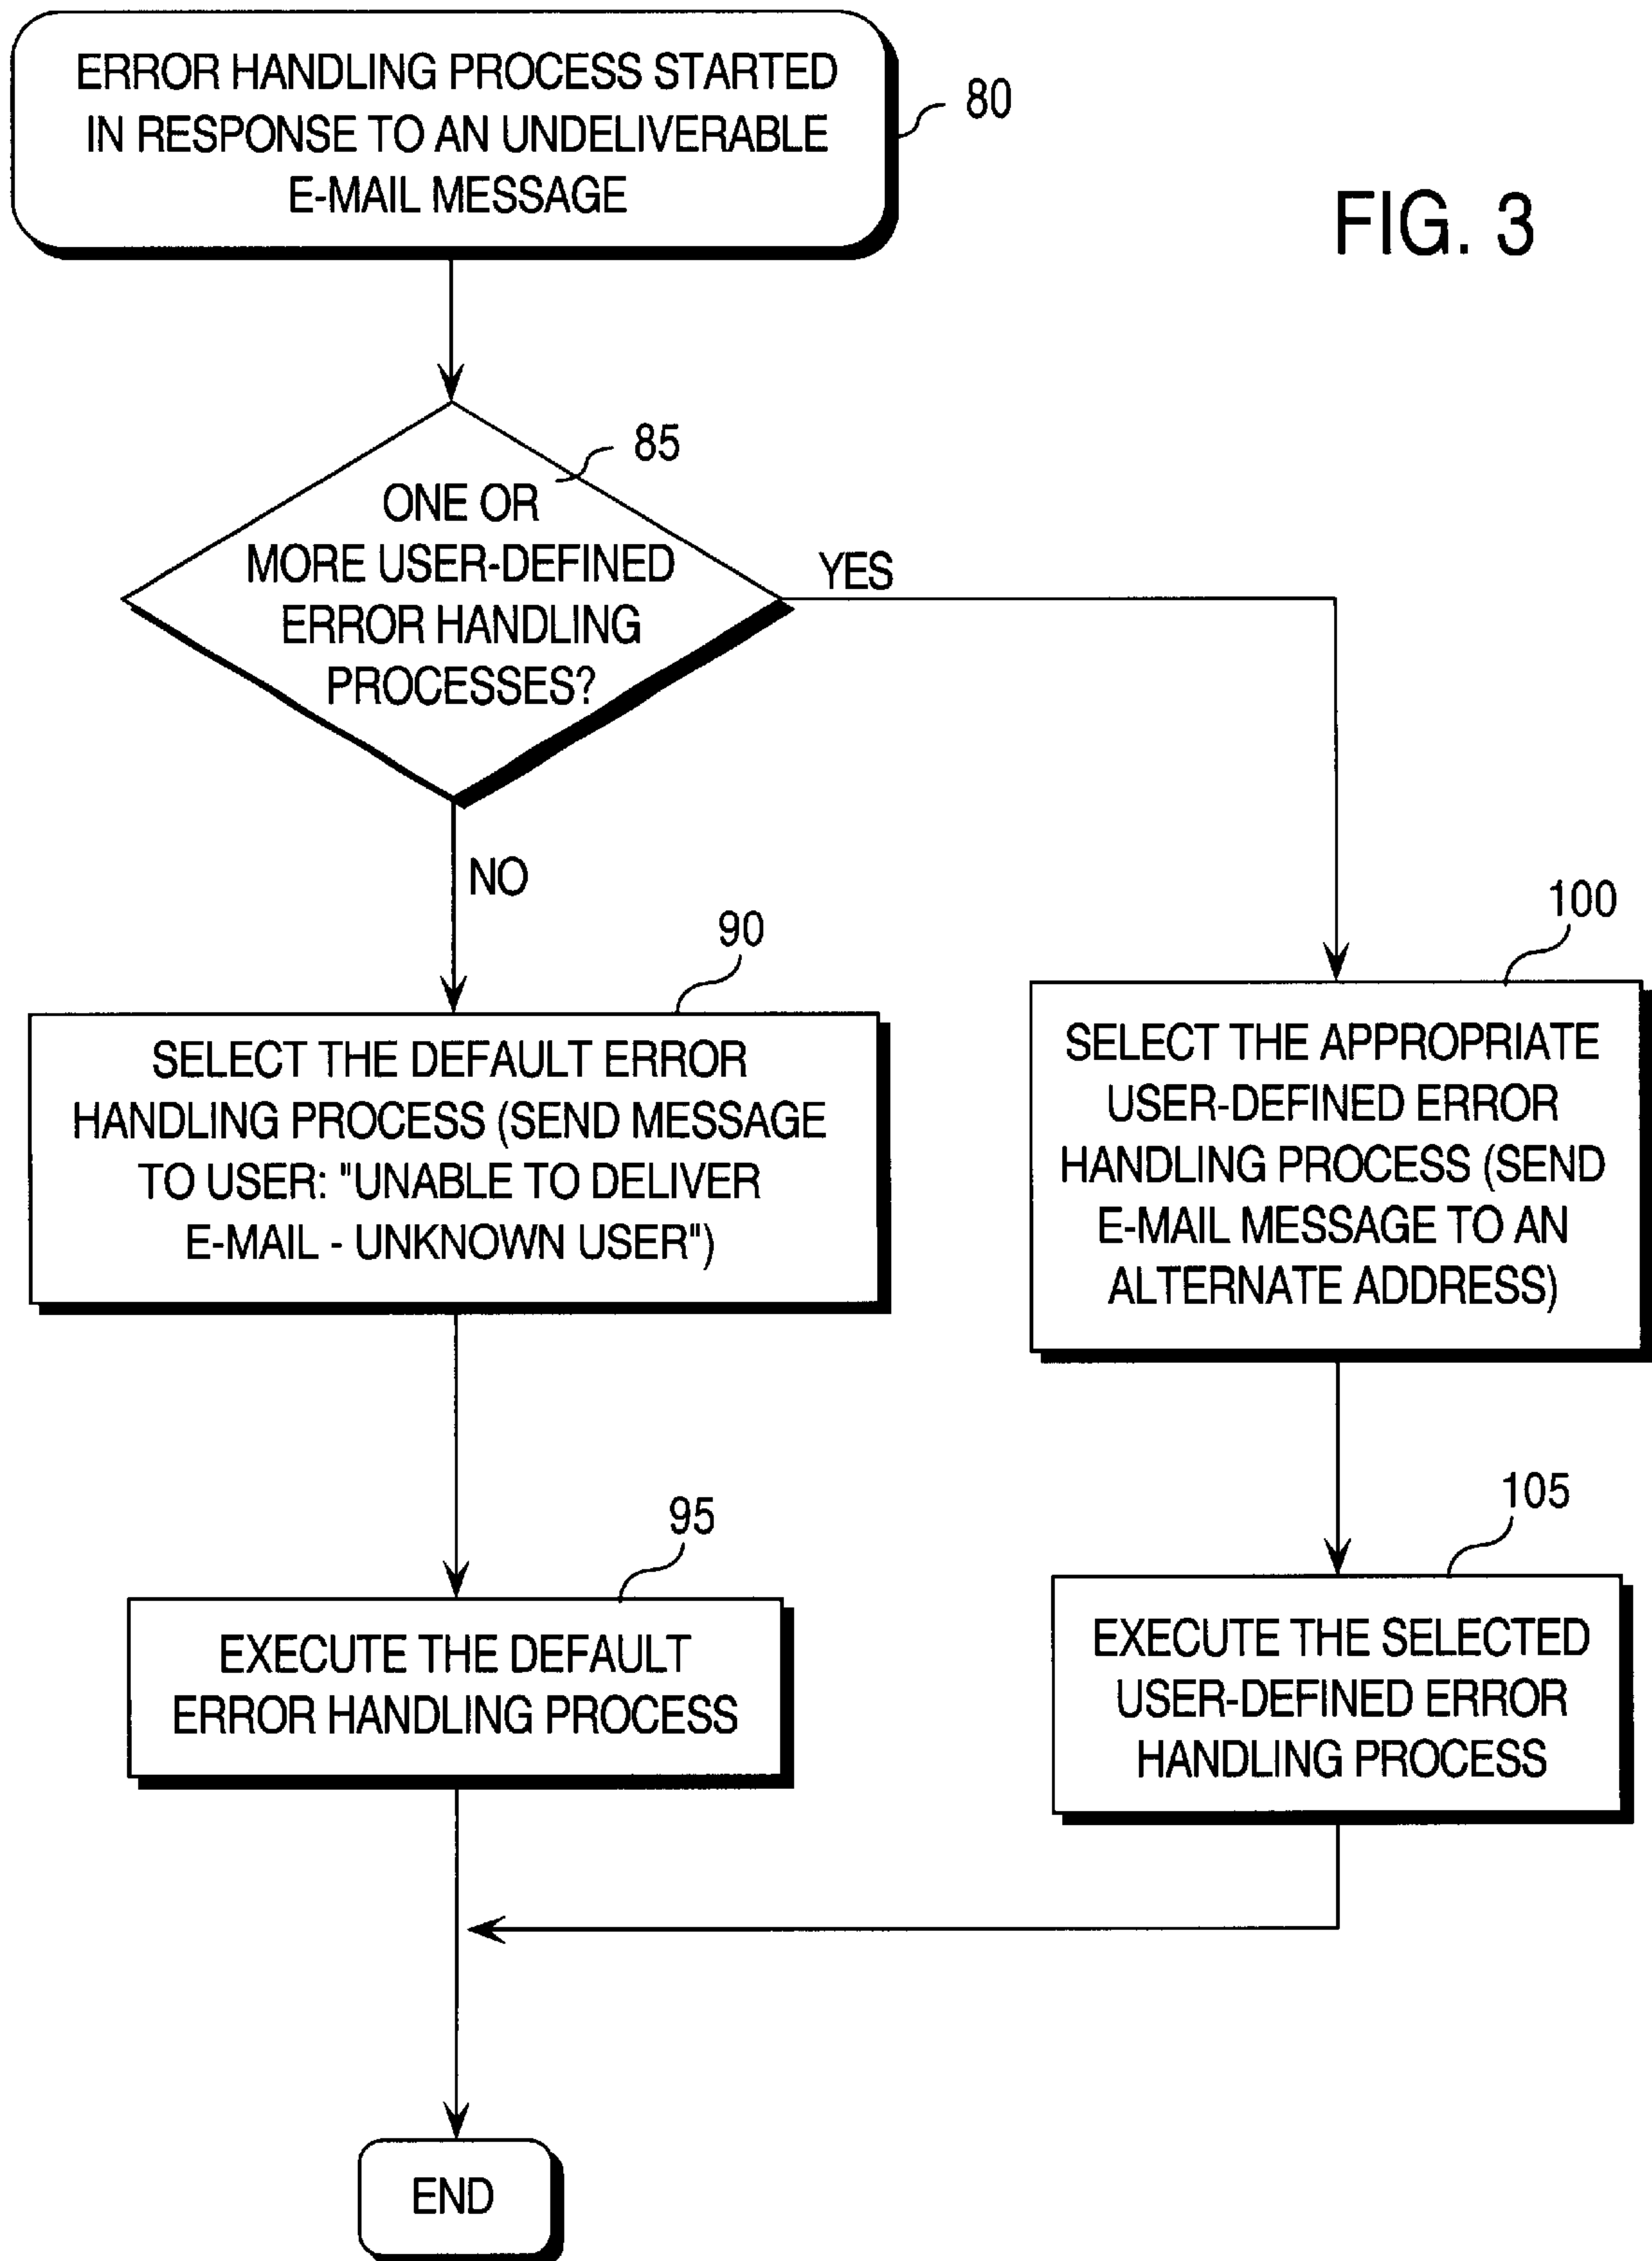 ERROR HANDLING PROCESS STARTED
IN RESPONSE TO AN UNDELIVERABLE
E-MAIL MESSAGE
80
FIG. 3
85
ONE OR
MORE USER-DEFINED
ERROR HANDLING
PROCESSES?
YES
NO
90
SELECT THE DEFAULT ERROR
HANDLING PROCESS (SEND MESSAGE
TO USER: "UNABLE TO DELIVER
E-MAIL - UNKNOWN USER")
100
SELECT THE APPROPRIATE
USER-DEFINED ERROR
HANDLING PROCESS (SEND
E-MAIL MESSAGE TO AN
ALTERNATE ADDRESS)
95
EXECUTE THE DEFAULT
ERROR HANDLING PROCESS
105
EXECUTE THE SELECTED
USER-DEFINED ERROR
HANDLING PROCESS
END